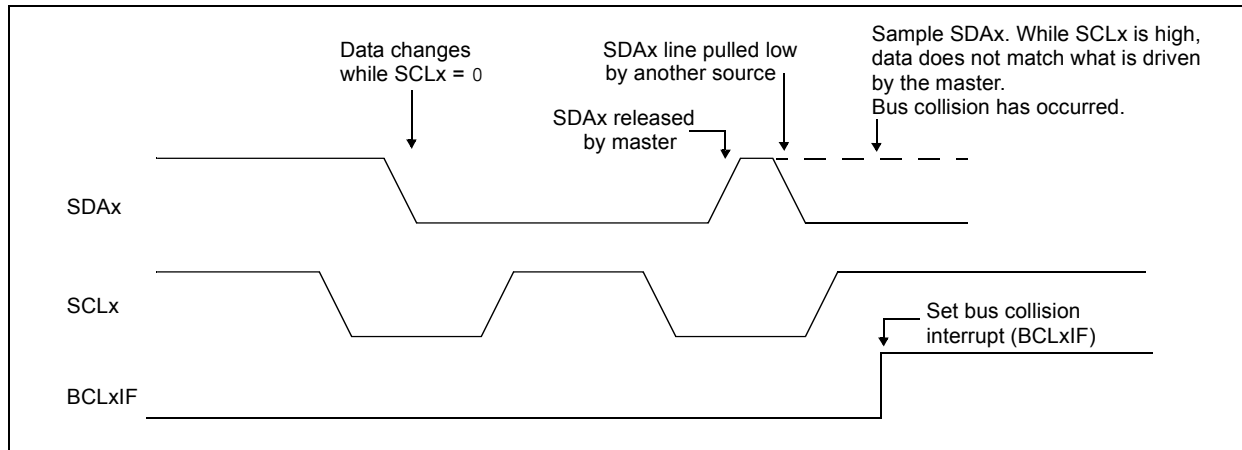 Data changes
while SCLx = 0
SDAx line pulled low
by another source
Sample SDAx. While SCLx is high,
data does not match what is driven
by the master.
Bus collision has occurred.
SDAx released
by master
SDAx
SCLx
Set bus collision
interrupt (BCLxIF)
BCLxIF